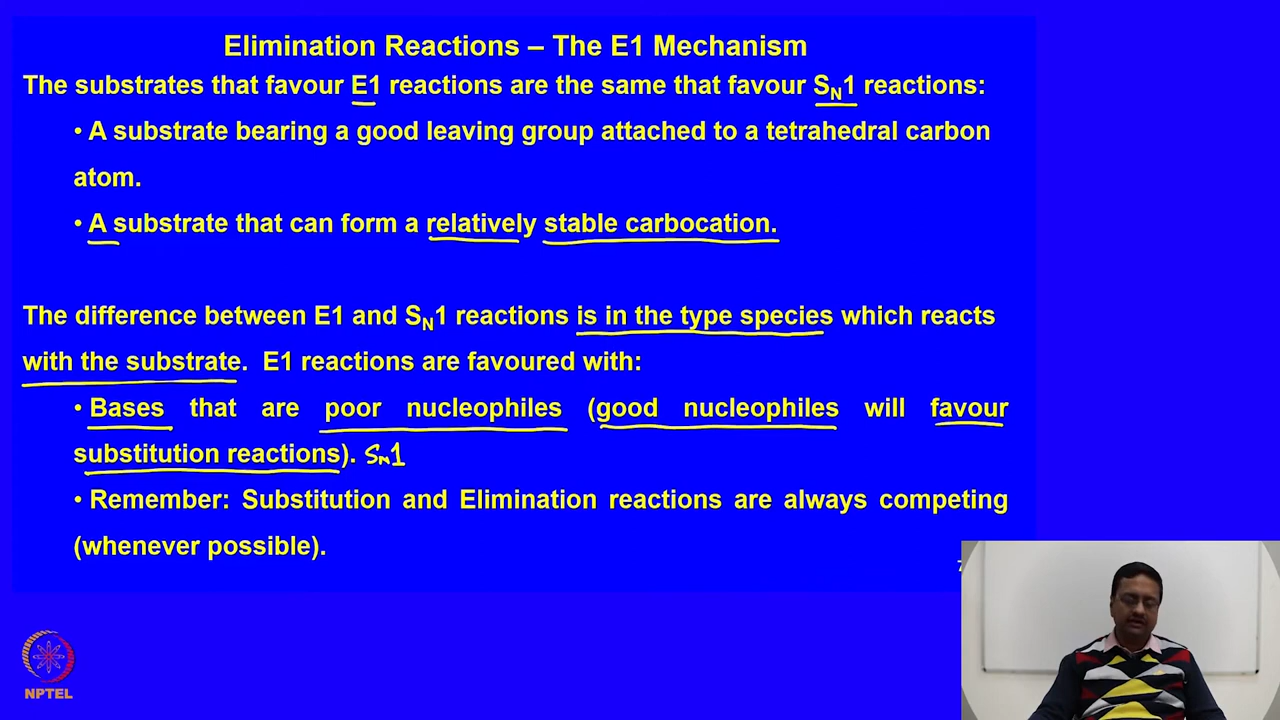 Elimination Reactions – The E1 Mechanism
The substrates that favour E1 reactions are the same that favour SN1 reactions:
• A substrate bearing a good leaving group attached to a tetrahedral carbon
atom.
• A substrate that can form a relatively stable carbocation.
The difference between E1 and SN1 reactions is in the type species which reacts
with the substrate. E1 reactions are favoured with:
• Bases that are poor nucleophiles (good nucleophiles will favour
substitution reactions). SN1
• Remember: Substitution and Elimination reactions are always competing
(whenever possible).
NPTEL